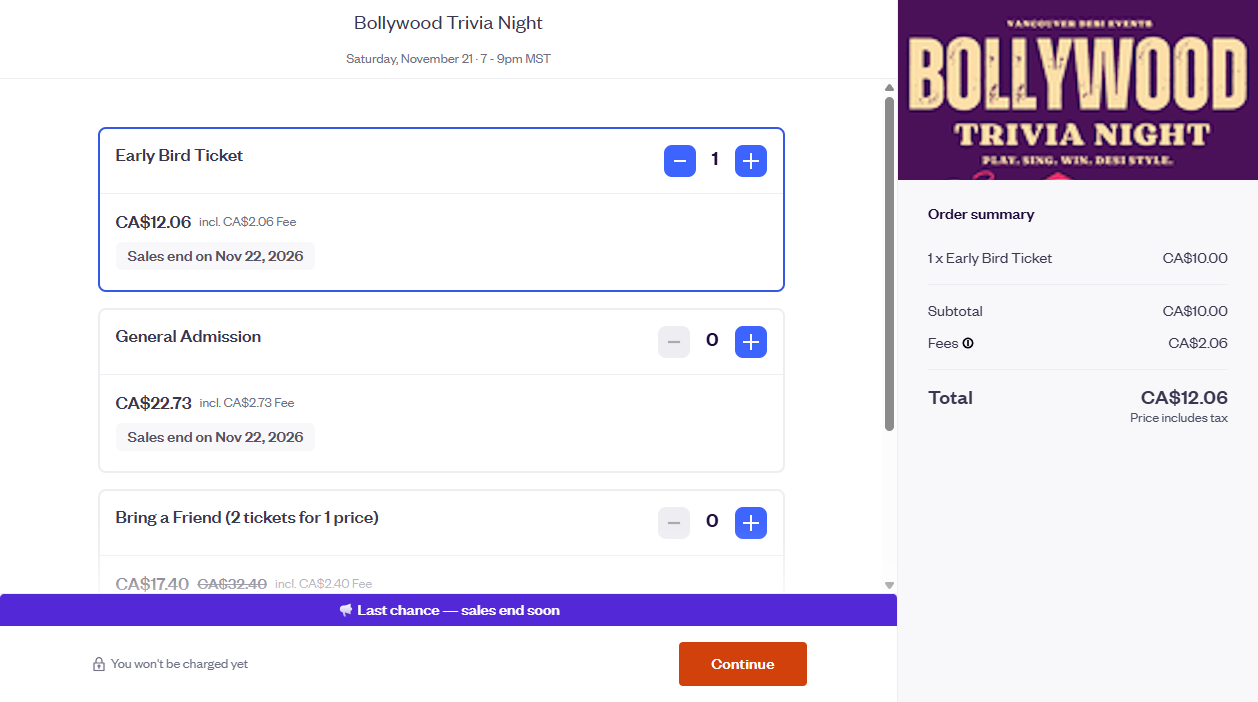 Bollywood Trivia Night
Saturday, November 21 · 7 - 9pm MST
Early Bird Ticket
1
CA$12.06 incl. CA$2.06 Fee
Sales end on Nov 22, 2026
General Admission
0
CA$22.73 incl. CA$2.73 Fee
Sales end on Nov 22, 2026
Bring a Friend (2 tickets for 1 price)
0
CA$17.40 CA$32.40 incl. CA$2.40 Fee
Last chance — sales end soon
You won't be charged yet
Continue
VANCOUVER DESI EVENTS
BOLLYWOOD
TRIVIA NIGHT
PLAY. SING. WIN. DESI STYLE.
Order summary
1 x Early Bird Ticket CA$10.00
Subtotal CA$10.00
Fees CA$2.06
Total CA$12.06
Price includes tax